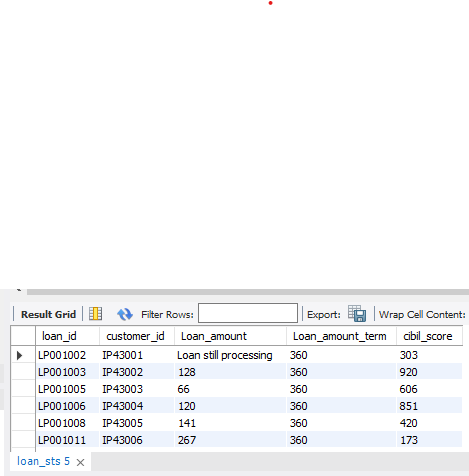 Result Grid Filter Rows: Export: Wrap Cell Content:
loan_id customer_id Loan_amount Loan_amount_term cibil_score
LP001002 IP43001 Loan still processing 360 303
LP001003 IP43002 128 360 920
LP001005 IP43003 66 360 606
LP001006 IP43004 120 360 851
LP001008 IP43005 141 360 420
LP001011 IP43006 267 360 173
loan_sts 5